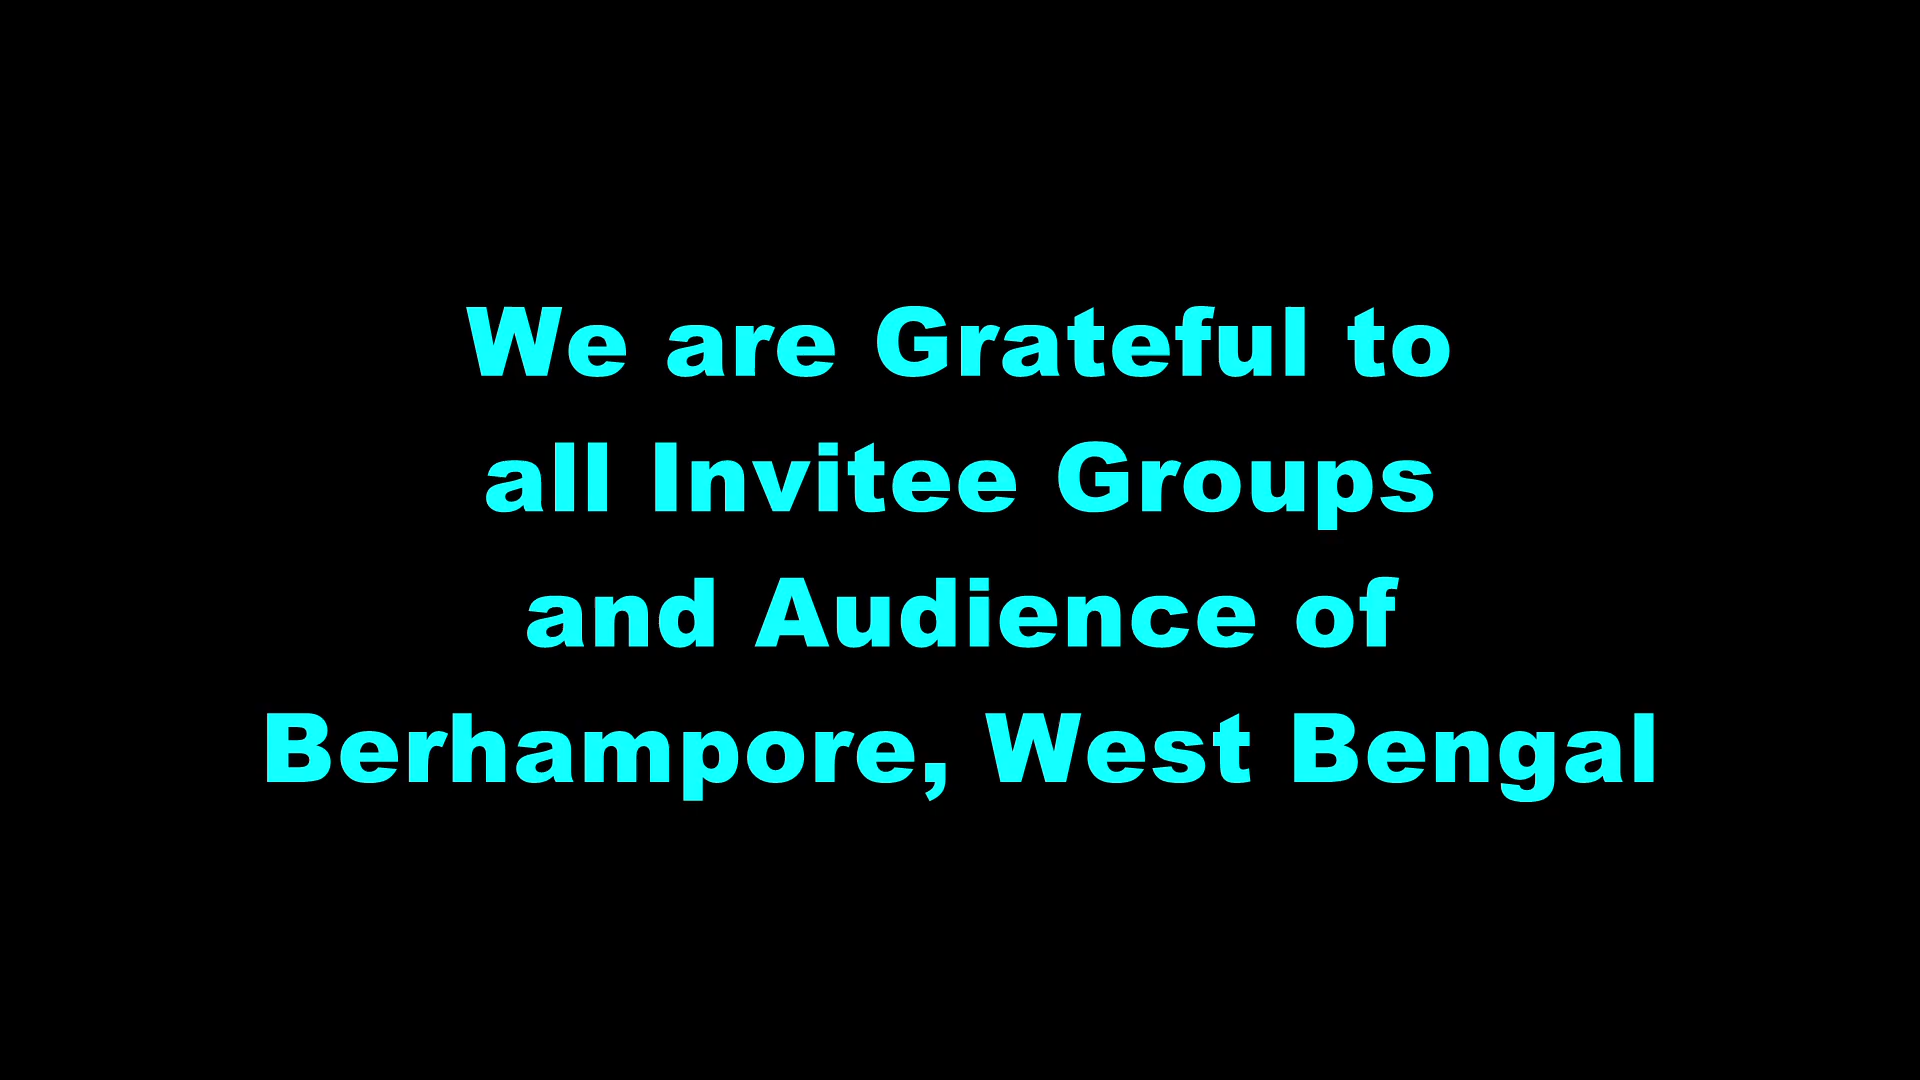 We are Grateful to
all Invitee Groups
and Audience of
Berhampore, West Bengal